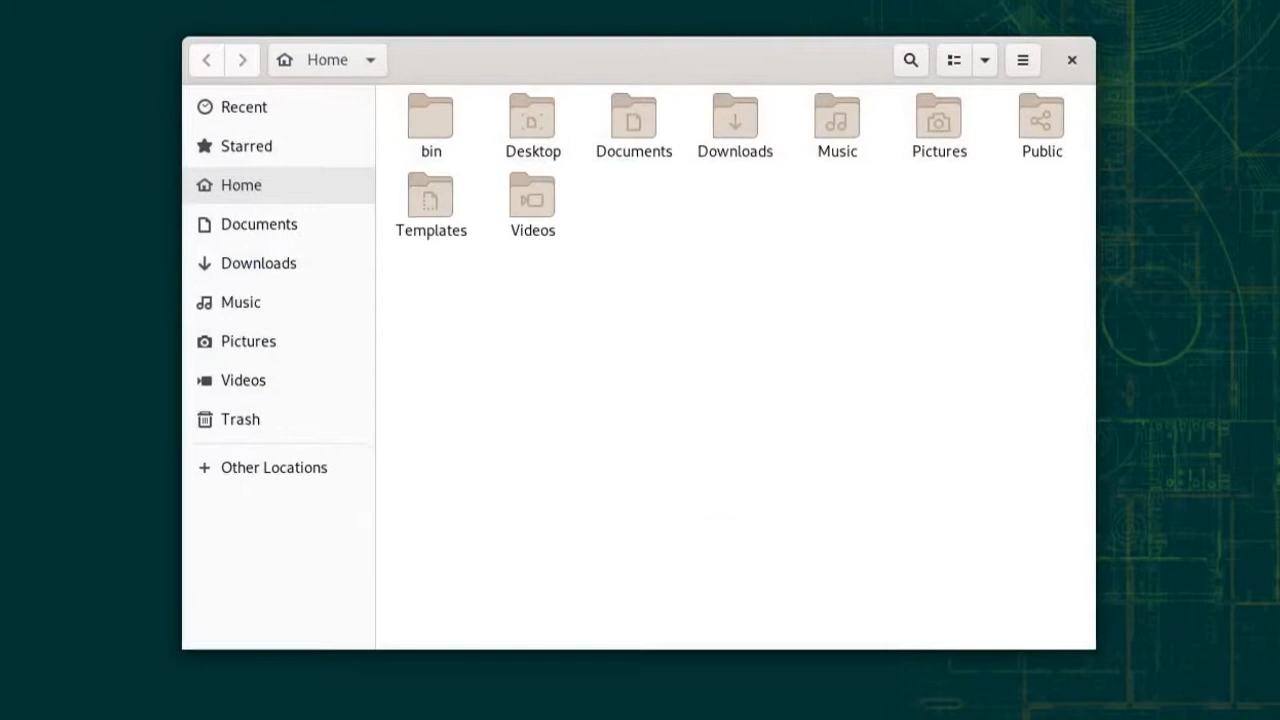 Home
Recent
Starred
Home
Documents
Downloads
Music
Pictures
Videos
Trash
Other Locations
bin Desktop Documents Downloads Music Pictures Public
Templates Videos